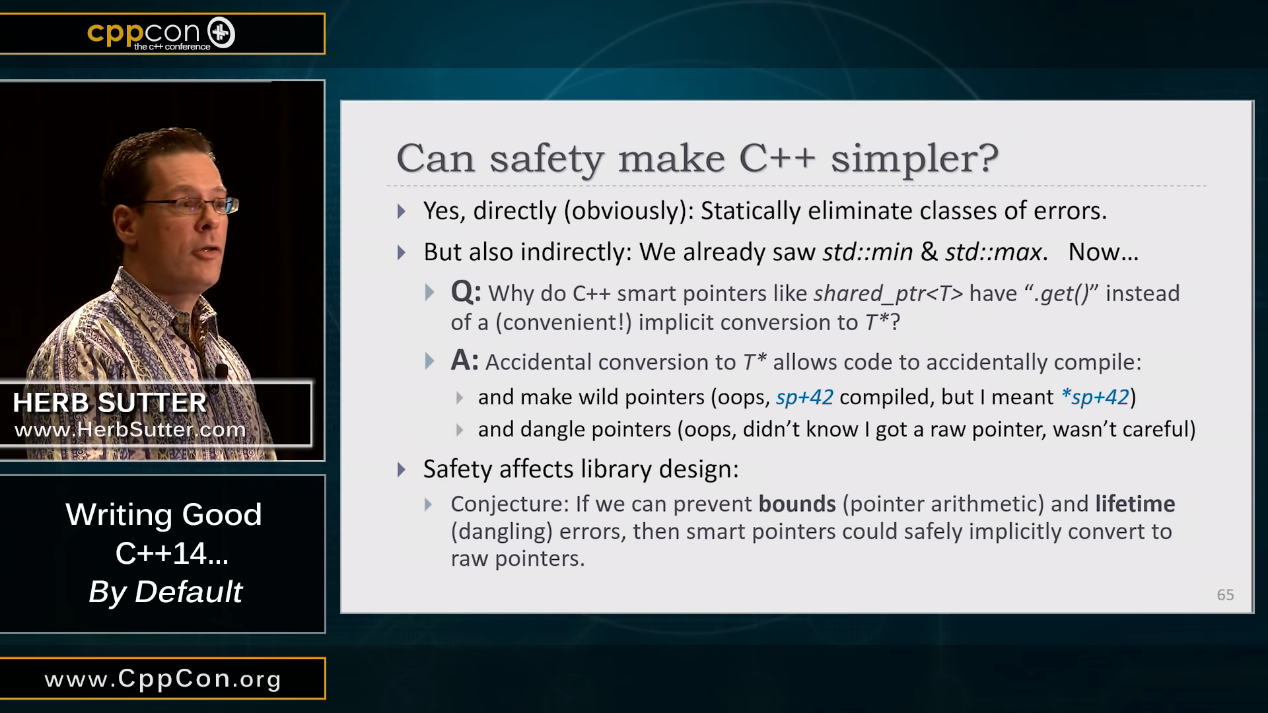 cppcon
the c++ conference
HERB SUTTER
www.HerbSutter.com
Writing Good
C++14...
By Default
www.CppCon.org
Can safety make C++ simpler?
Yes, directly (obviously): Statically eliminate classes of errors.
But also indirectly: We already saw std::min & std::max. Now…
Q: Why do C++ smart pointers like shared_ptr<T> have “.get()” instead
of a (convenient!) implicit conversion to T*?
A: Accidental conversion to T* allows code to accidentally compile:
and make wild pointers (oops, sp+42 compiled, but I meant *sp+42)
and dangle pointers (oops, didn’t know I got a raw pointer, wasn’t careful)
Safety affects library design:
Conjecture: If we can prevent bounds (pointer arithmetic) and lifetime
(dangling) errors, then smart pointers could safely implicitly convert to
raw pointers.
65